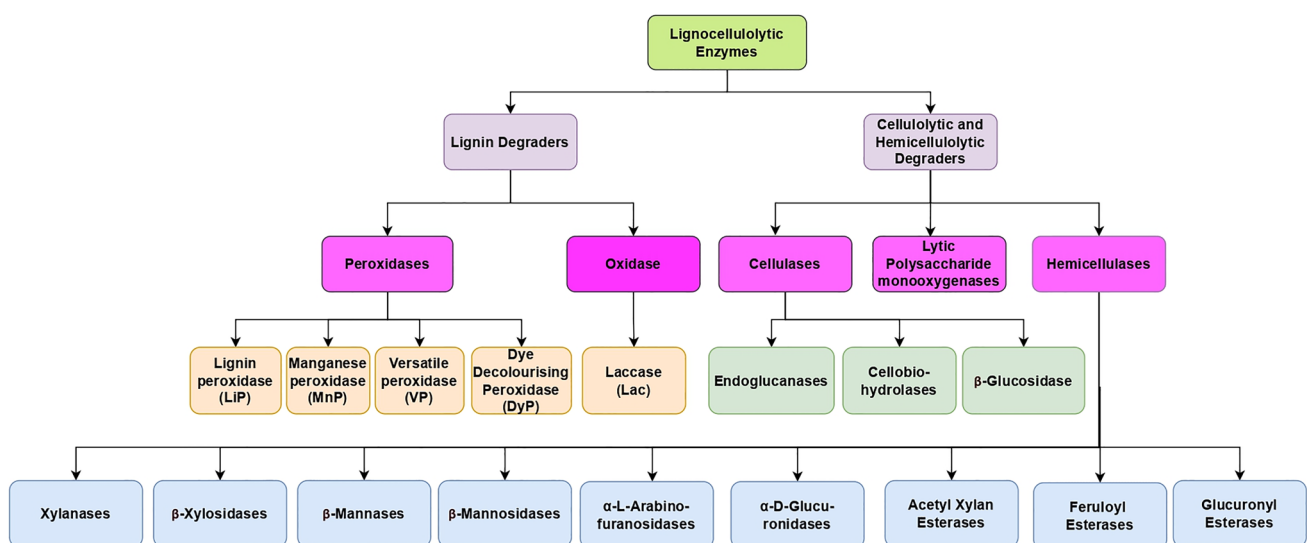 Lignocellulolytic
Enzymes
Lignin Degraders
Cellulolytic and
Hemicellulolytic
Degraders
Peroxidases
Oxidase
Cellulases
Lytic
Polysaccharide
monooxygenases
Hemicellulases
Lignin
peroxidase
(LiP)
Manganese
peroxidase
(MnP)
Versatile
peroxidase
(VP)
Dye
Decolourising
Peroxidase
(DyP)
Laccase
(Lac)
Endoglucanases
Cellobio-
hydrolases
β-Glucosidase
Xylanases
β-Xylosidases
β-Mannases
β-Mannosidases
α-L-Arabino-
furanosidases
α-D-Glucu-
ronidases
Acetyl Xylan
Esterases
Feruloyl
Esterases
Glucuronyl
Esterases